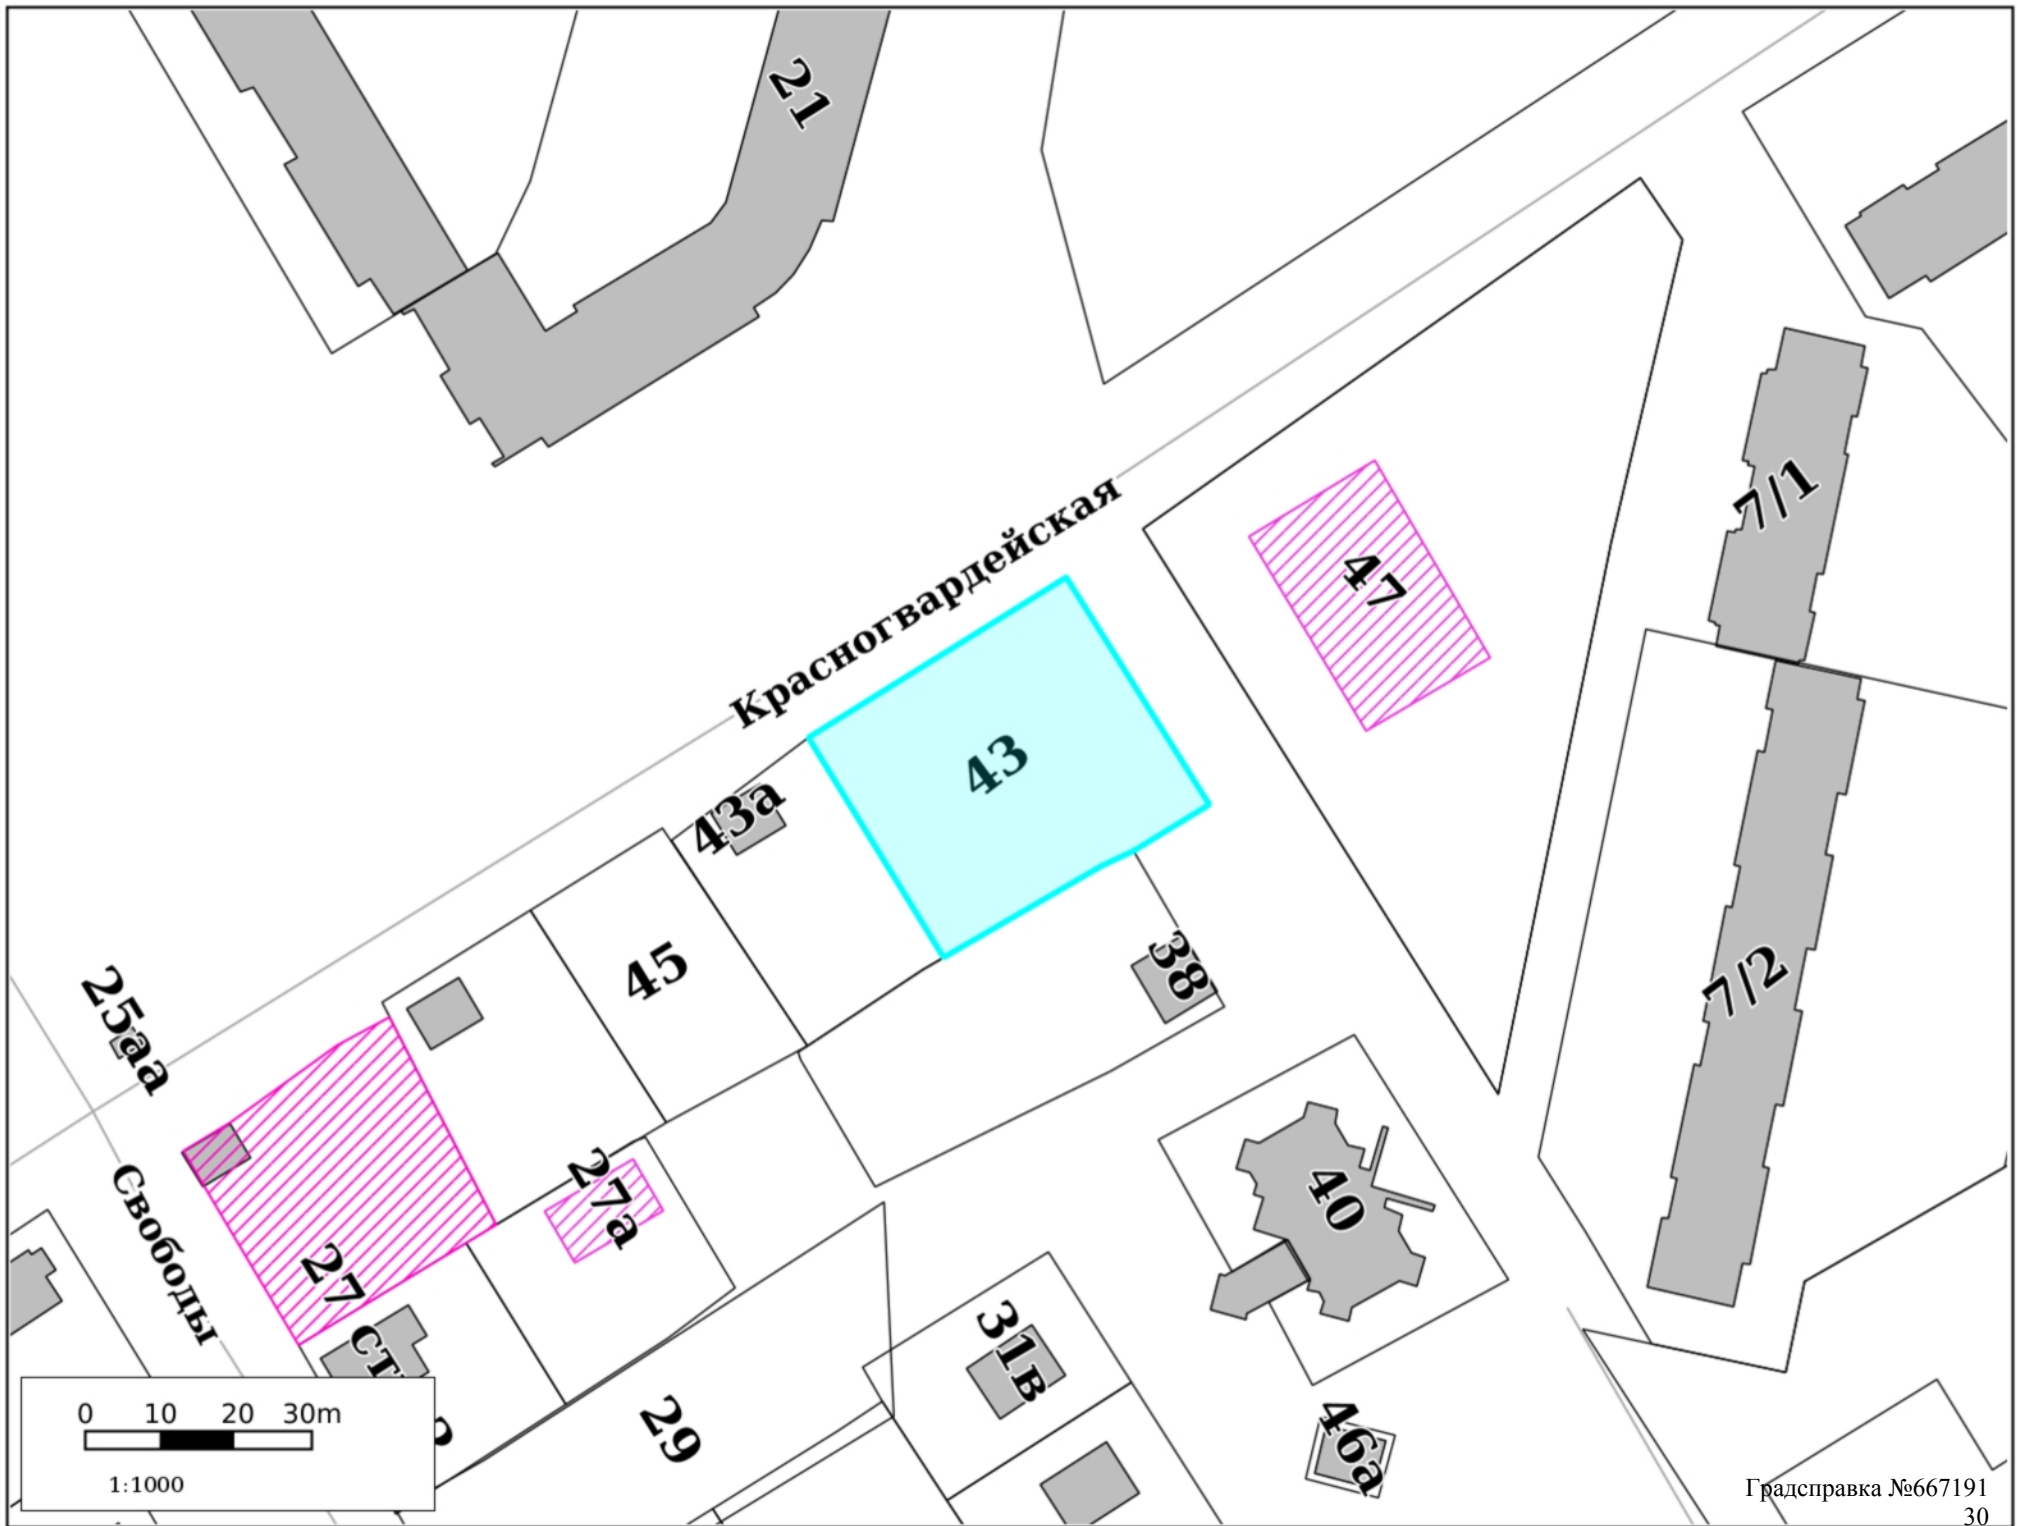 21
7/1
47
Красногвардейская
43
43а
38
45
7/2
25аа
27а
40
Свободы
27
31в
29
46а
0 10 20 30m
1:1000
Градсправка №667191
30